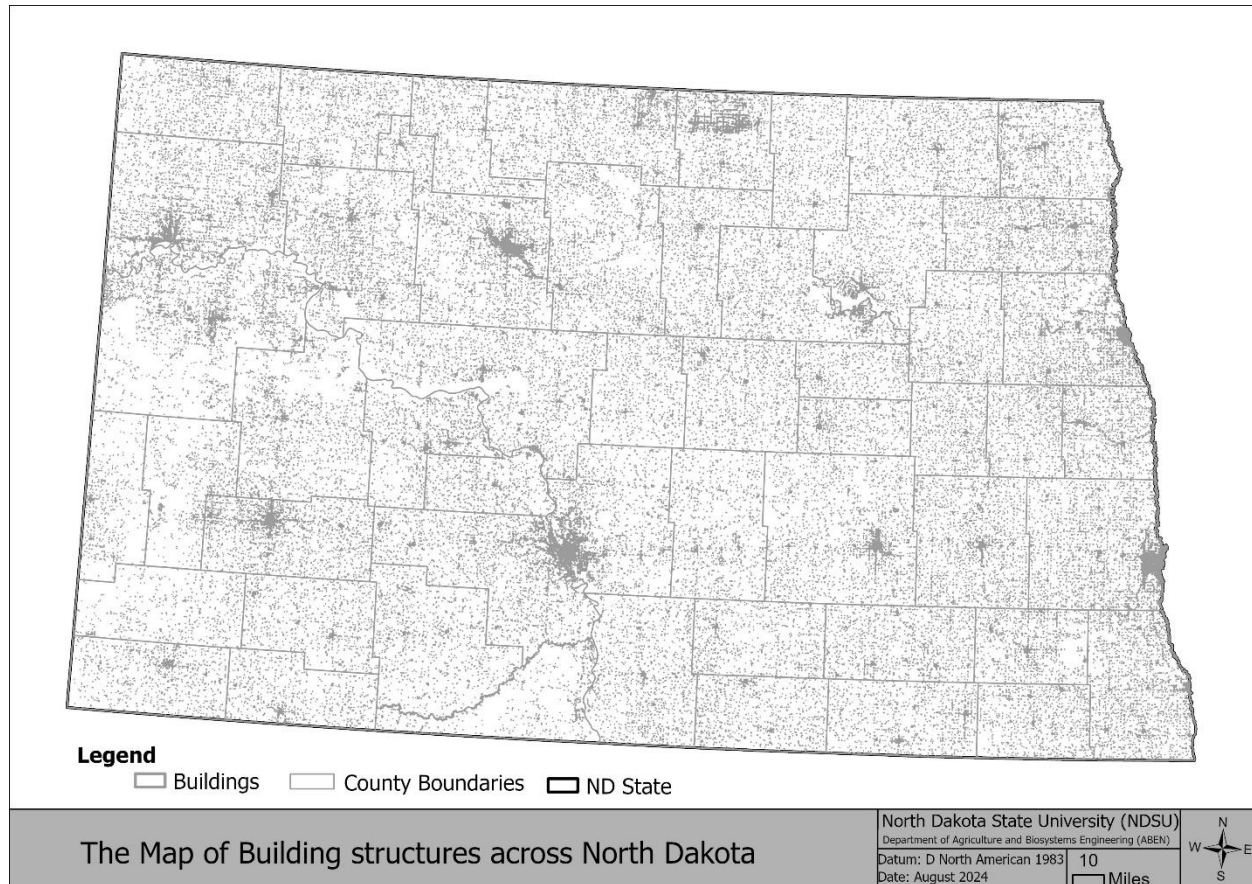 Legend
Buildings County Boundaries ND State
The Map of Building structures across North Dakota
North Dakota State University (NDSU)
Department of Agriculture and Biosystems Engineering (ABEN)
Datum: D North American 1983
Date: August 2024
10
Miles
N
W E
S